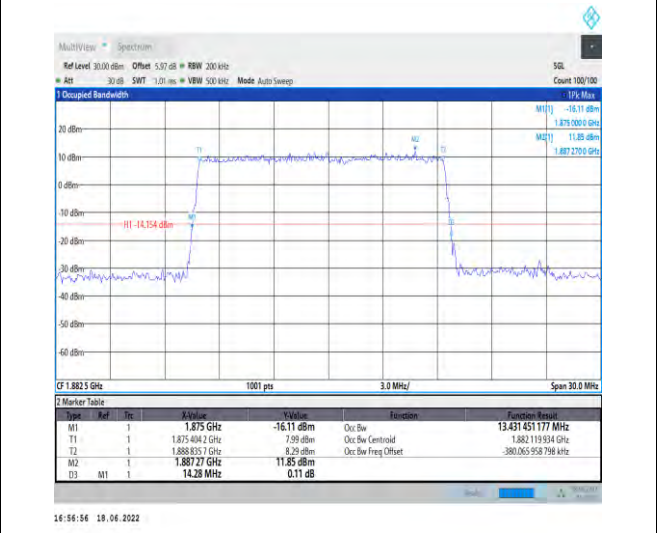 MultiView Spectrum
Ref Level 30.00 dBm Offset 5.97 dB RBW 200 kHz SGL
Att 30 dB SWT 1.01 ms VBW 500 kHz Mode Auto Sweep Count 100/100
1 Occupied Bandwidth 1Pk Max
M1[1] -16.11 dBm
1.875 000 0 GHz
M2[1] 11.85 dBm
1.887 270 0 GHz
20 dBm
M2
T1 T2
10 dBm
0 dBm
-10 dBm
M1
H1 -14.154 dBm
-20 dBm
-30 dBm
-40 dBm
-50 dBm
-60 dBm
CF 1.882 5 GHz 1001 pts 3.0 MHz/ Span 30.0 MHz
2 Marker Table
Type Ref Trc X-Value Y-Value Function Function Result
M1 1 1.875 GHz -16.11 dBm Occ Bw 13.431 451 177 MHz
T1 1 1.875 404 2 GHz 7.99 dBm Occ Bw Centroid 1.882 119 934 GHz
T2 1 1.888 835 7 GHz 8.29 dBm Occ Bw Freq Offset -380.065 958 798 kHz
M2 1 1.887 27 GHz 11.85 dBm
D3 M1 1 14.28 MHz 0.11 dB
16:56:56 18.06.2022